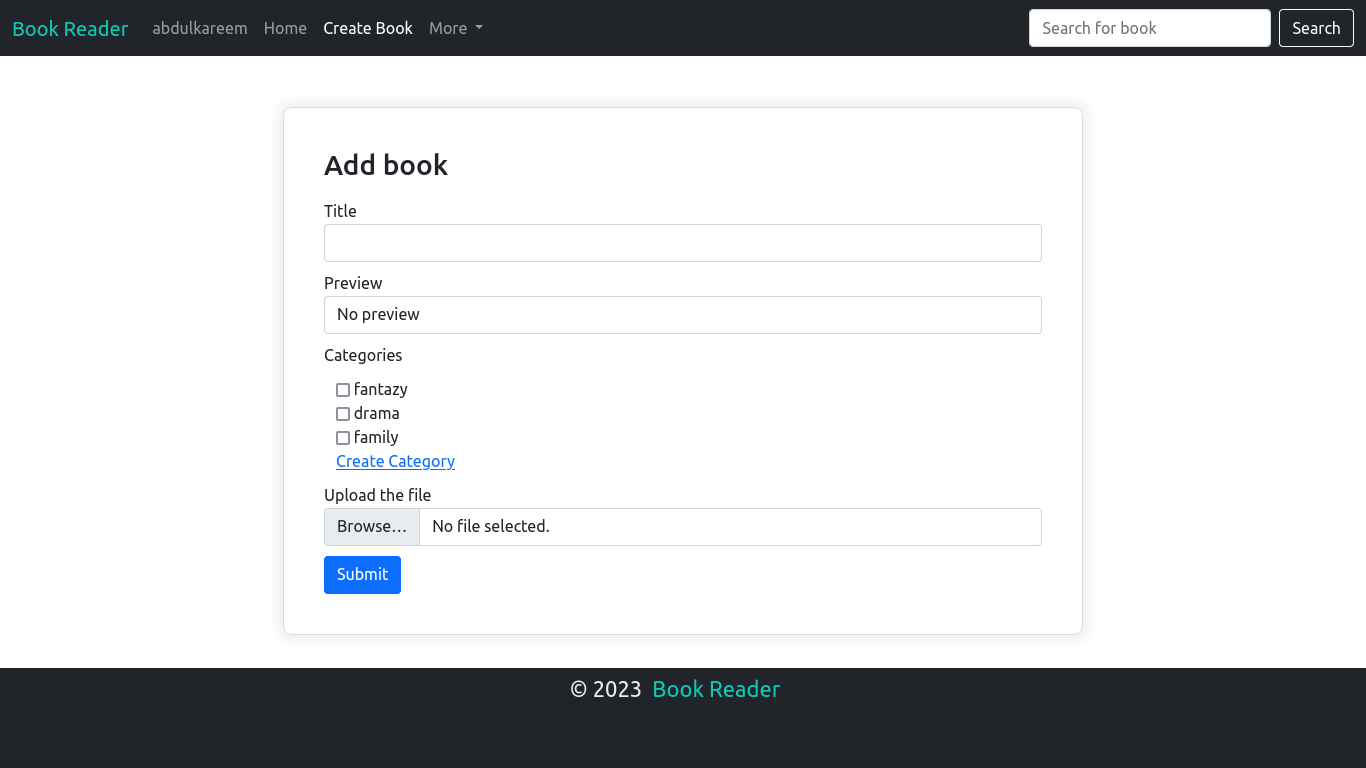 Book Reader abdulkareem Home Create Book More Search for book Search
Add book
Title
Preview
No preview
Categories
fantazy
drama
family
Create Category
Upload the file
Browse… No file selected.
Submit
© 2023 Book Reader